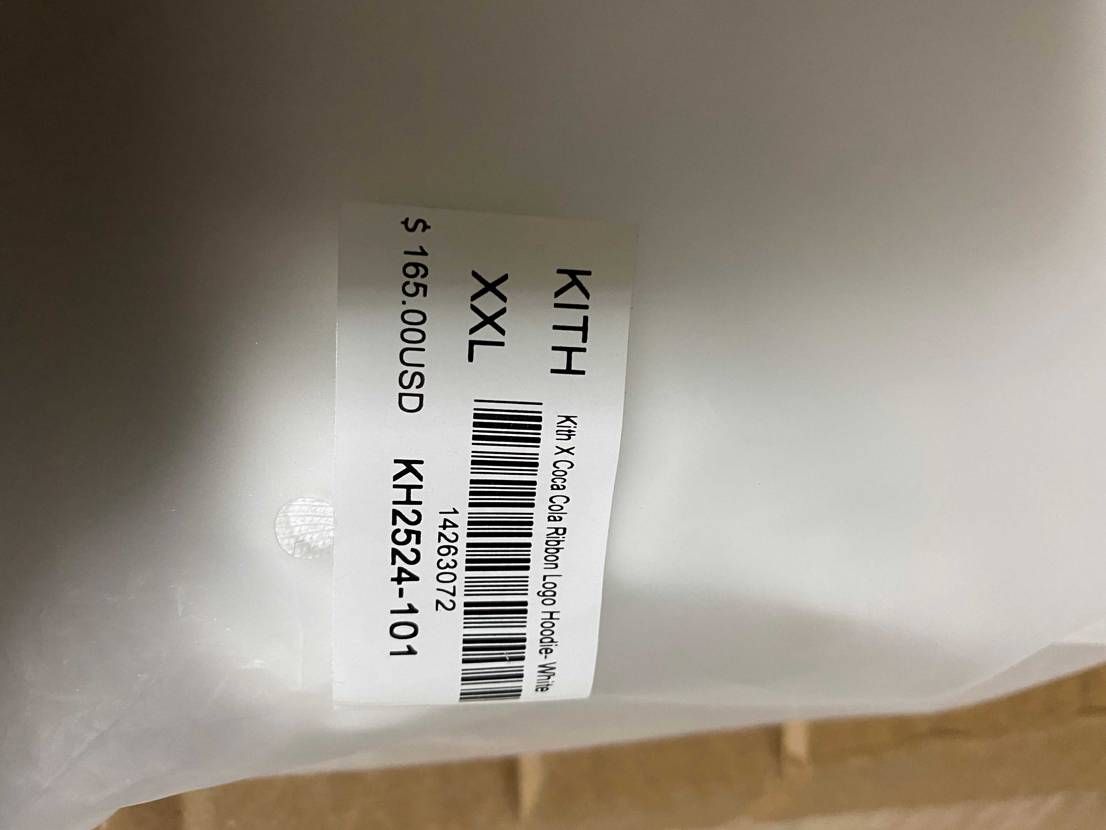 KITH
Kith X Coca Cola Ribbon Logo Hoodie- White
XXL
14263072
$ 165.00USD
KH2524-101